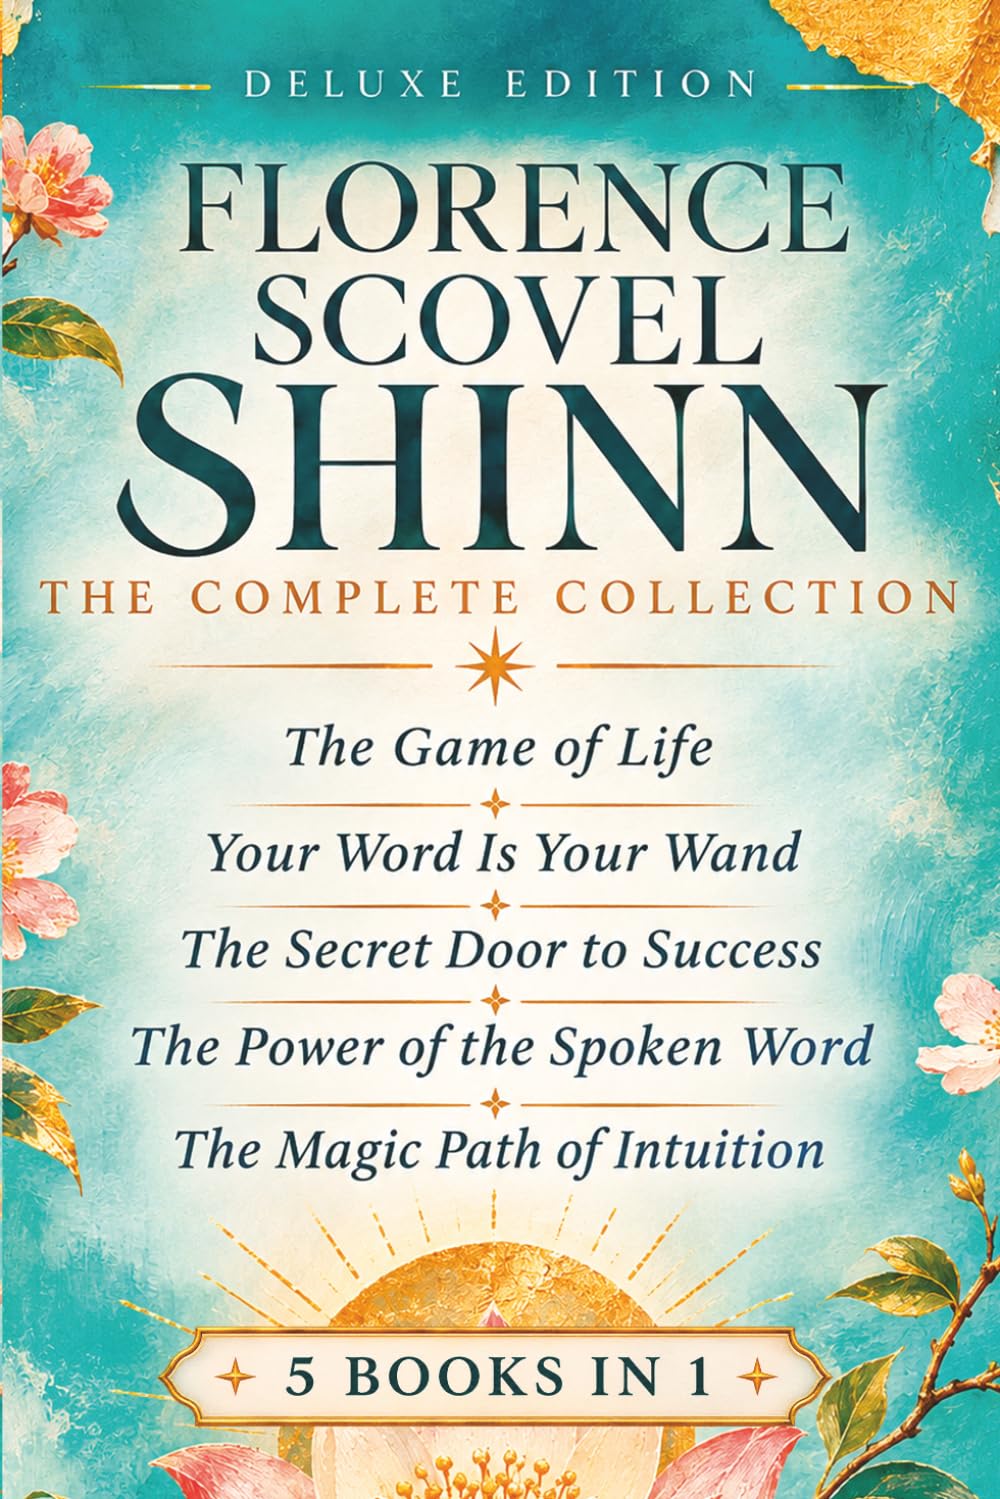 DELUXE EDITION
FLORENCE
SCOVEL
SHINN
THE COMPLETE COLLECTION
The Game of Life
Your Word Is Your Wand
The Secret Door to Success
The Power of the Spoken Word
The Magic Path of Intuition
5 BOOKS IN 1